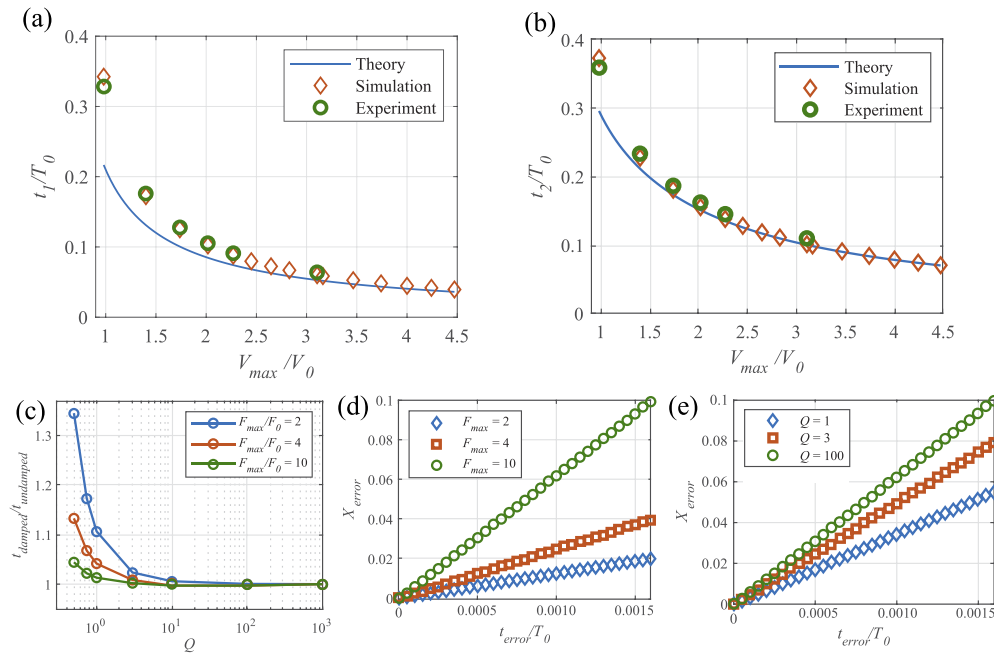 (a)
0.4
0.3
0.2
0.1
0
t1/T0
Theory
Simulation
Experiment
1 1.5 2 2.5 3 3.5 4 4.5
Vmax/V0
(b)
0.4
0.3
0.2
0.1
0
t2/T0
Theory
Simulation
Experiment
1 1.5 2 2.5 3 3.5 4 4.5
Vmax/V0
(c)
1.3
1.2
1.1
1
tdamped/tundamped
Fmax/F0 = 2
Fmax/F0 = 4
Fmax/F0 = 10
10^0 10^1 10^2 10^3
Q
(d)
0.1
0.08
0.06
0.04
0.02
0
Xerror
Fmax = 2
Fmax = 4
Fmax = 10
0 0.0005 0.0010 0.0015
terror/T0
(e)
0.1
0.08
0.06
0.04
0.02
0
Xerror
Q = 1
Q = 3
Q = 100
0 0.0005 0.0010 0.0015
terror/T0